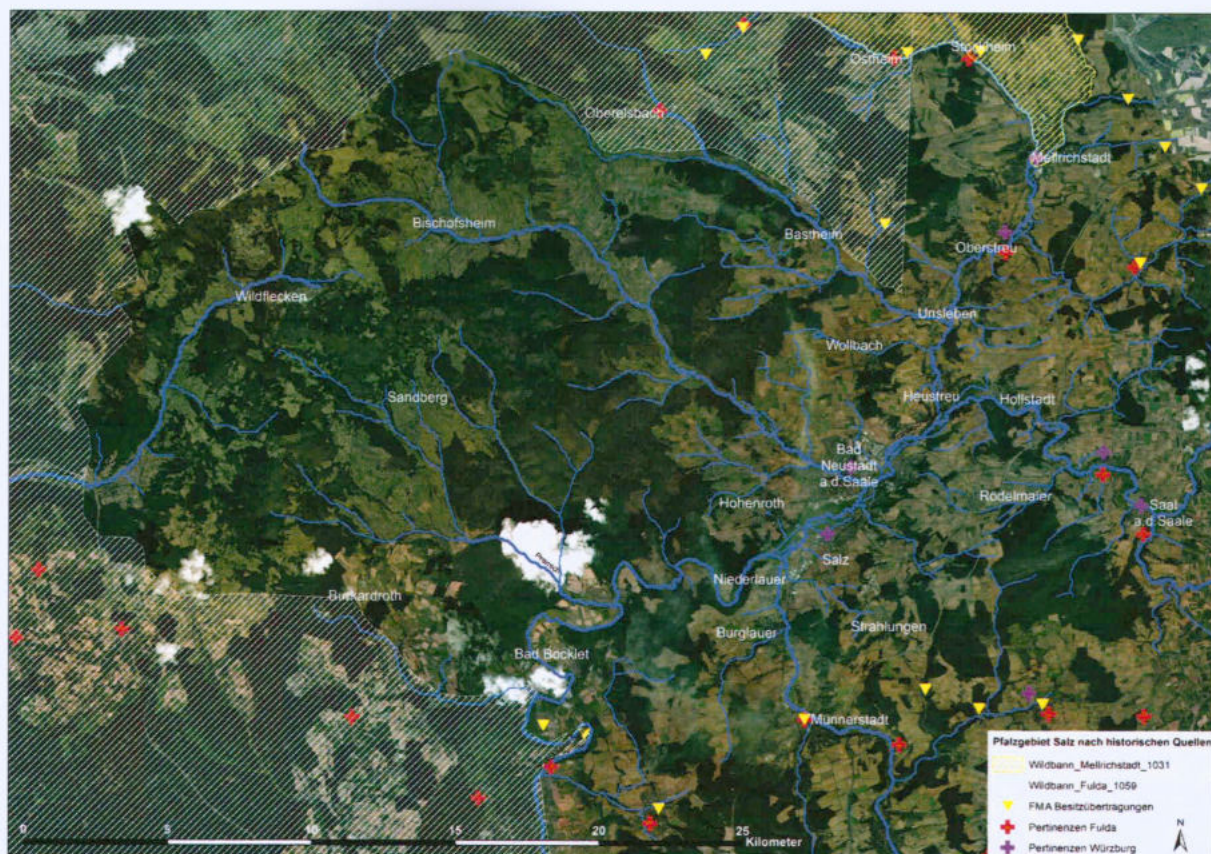 Ostheim
Stockheim
Oberelsbach
Mellrichstadt
Bischofsheim
Bastheim
Oberstreu
Wildflecken
Unsleben
Wollbach
Sandberg
Heustreu
Hollstadt
Bad
Neustadt
a.d.Saale
Hohenroth
Rödelmaier
Saal
a.d.Saale
Salz
Niederlauer
Burkardroth
Burglauer
Strahlungen
Bad Bocklet
Münnerstadt
0 5 10 15 20 25
Kilometer
Pfalzgebiet Salz nach historischen Quellen
Wildbann_Mellrichstadt_1031
Wildbann_Fulda_1059
FMA Besitzübertragungen
Pertinenzen Fulda
Pertinenzen Würzburg
N